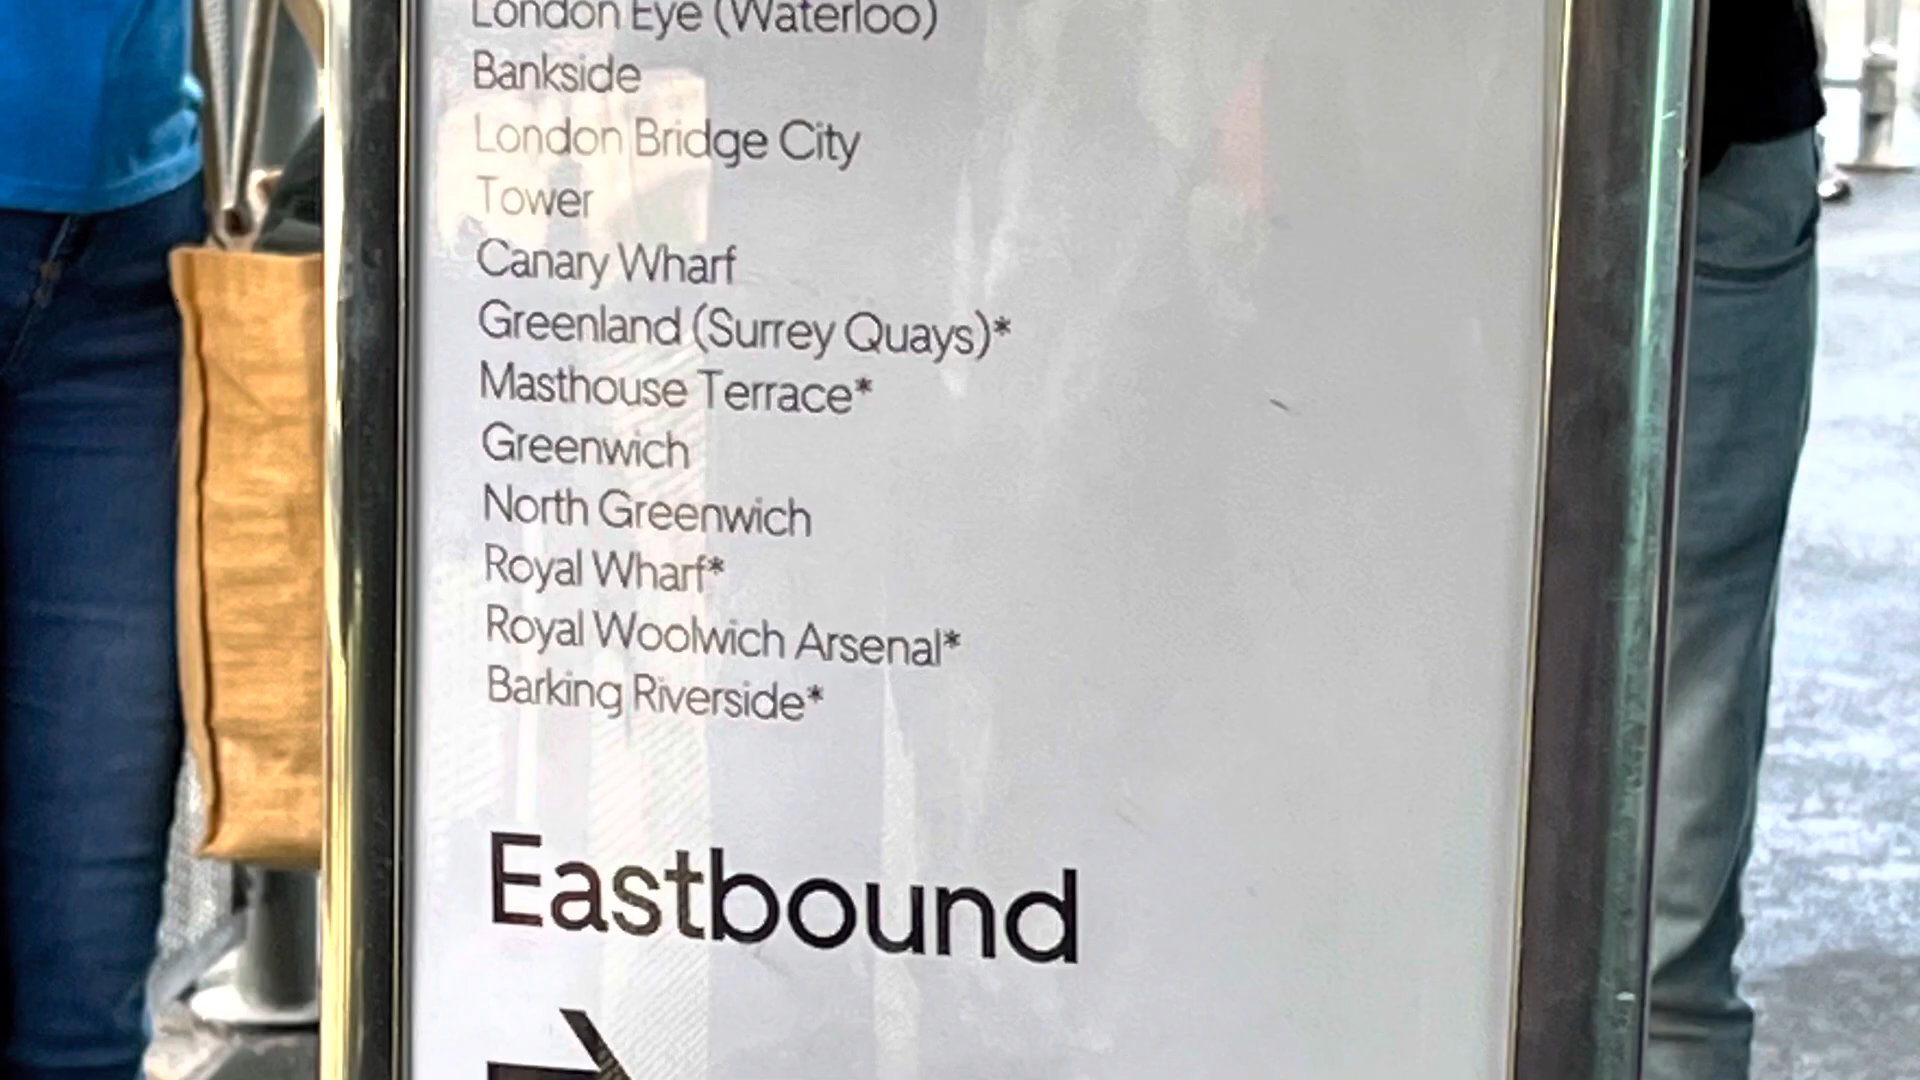 London Eye (Waterloo)
Bankside
London Bridge City
Tower
Canary Wharf
Greenland (Surrey Quays)*
Masthouse Terrace*
Greenwich
North Greenwich
Royal Wharf*
Royal Woolwich Arsenal*
Barking Riverside*
Eastbound